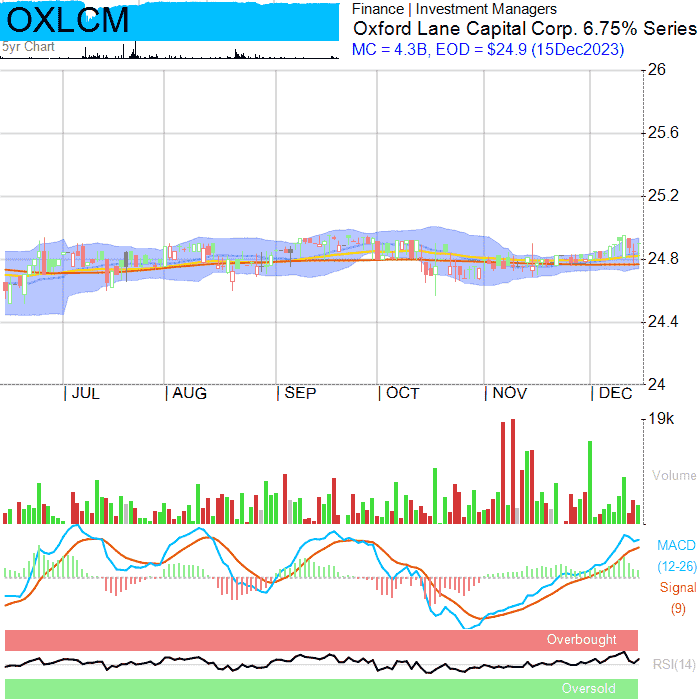 OXLCM
5yr Chart
Finance | Investment Managers
Oxford Lane Capital Corp. 6.75% Series
MC = 4.3B, EOD = $24.9 (15Dec2023)
26
25.6
25.2
24.8
24.4
24
| JUL | AUG | SEP | OCT | NOV | DEC
19k
Volume
MACD
(12-26)
Signal
(9)
Overbought
RSI(14)
Oversold